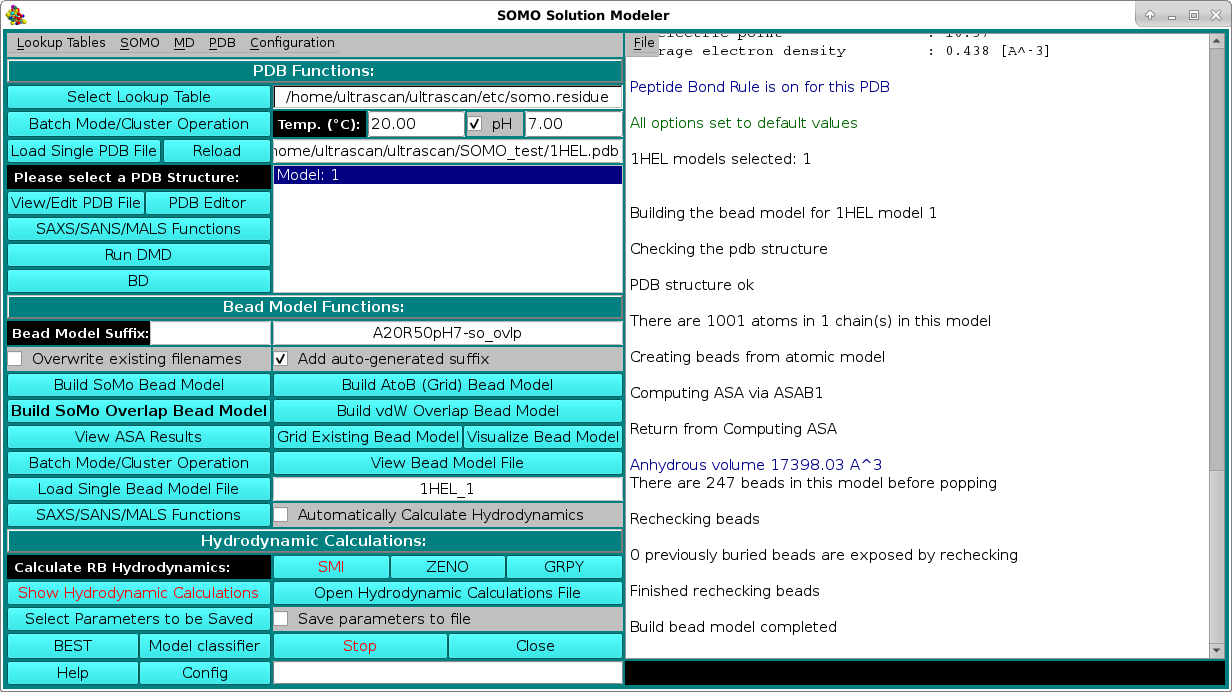 SOMO Solution Modeler
Lookup Tables SOMO MD PDB Configuration
PDB Functions:
Select Lookup Table /home/ultrascan/ultrascan/etc/somo.residue
Batch Mode/Cluster Operation Temp. (°C): 20.00 pH 7.00
Load Single PDB File Reload home/ultrascan/ultrascan/SOMO_test/1HEL.pdb
Please select a PDB Structure: Model: 1
View/Edit PDB File PDB Editor
SAXS/SANS/MALS Functions
Run DMD
BD
Bead Model Functions:
Bead Model Suffix: A20R50pH7-so_ovlp
Overwrite existing filenames Add auto-generated suffix
Build SoMo Bead Model Build AtoB (Grid) Bead Model
Build SoMo Overlap Bead Model Build vdW Overlap Bead Model
View ASA Results Grid Existing Bead Model Visualize Bead Model
Batch Mode/Cluster Operation View Bead Model File
Load Single Bead Model File 1HEL_1
SAXS/SANS/MALS Functions Automatically Calculate Hydrodynamics
Hydrodynamic Calculations:
Calculate RB Hydrodynamics: SMI ZENO GRPY
Show Hydrodynamic Calculations Open Hydrodynamic Calculations File
Select Parameters to be Saved Save parameters to file
BEST Model classifier Stop Close
Help Config
File
rage electron density : 0.438 [A^-3]
Peptide Bond Rule is on for this PDB
All options set to default values
1HEL models selected: 1
Building the bead model for 1HEL model 1
Checking the pdb structure
PDB structure ok
There are 1001 atoms in 1 chain(s) in this model
Creating beads from atomic model
Computing ASA via ASAB1
Return from Computing ASA
Anhydrous volume 17398.03 A^3
There are 247 beads in this model before popping
Rechecking beads
0 previously buried beads are exposed by rechecking
Finished rechecking beads
Build bead model completed